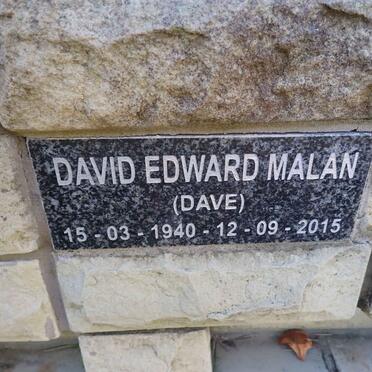 DAVID EDWARD MALAN
(DAVE)
15 - 03 - 1940 - 12 - 09 - 2015